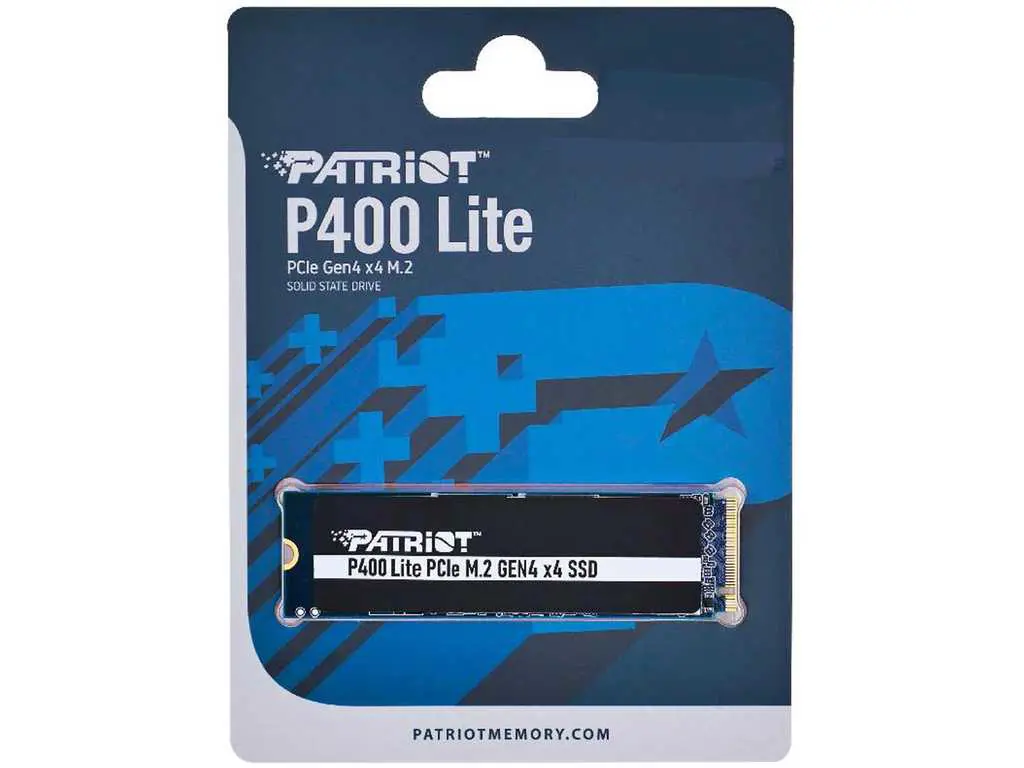 PATRiOT™
P400 Lite
PCIe Gen4 x4 M.2
SOLID STATE DRIVE
PATRiOT™
P400 Lite PCIe M.2 GEN4 x4 SSD
PATRIOTMEMORY.COM